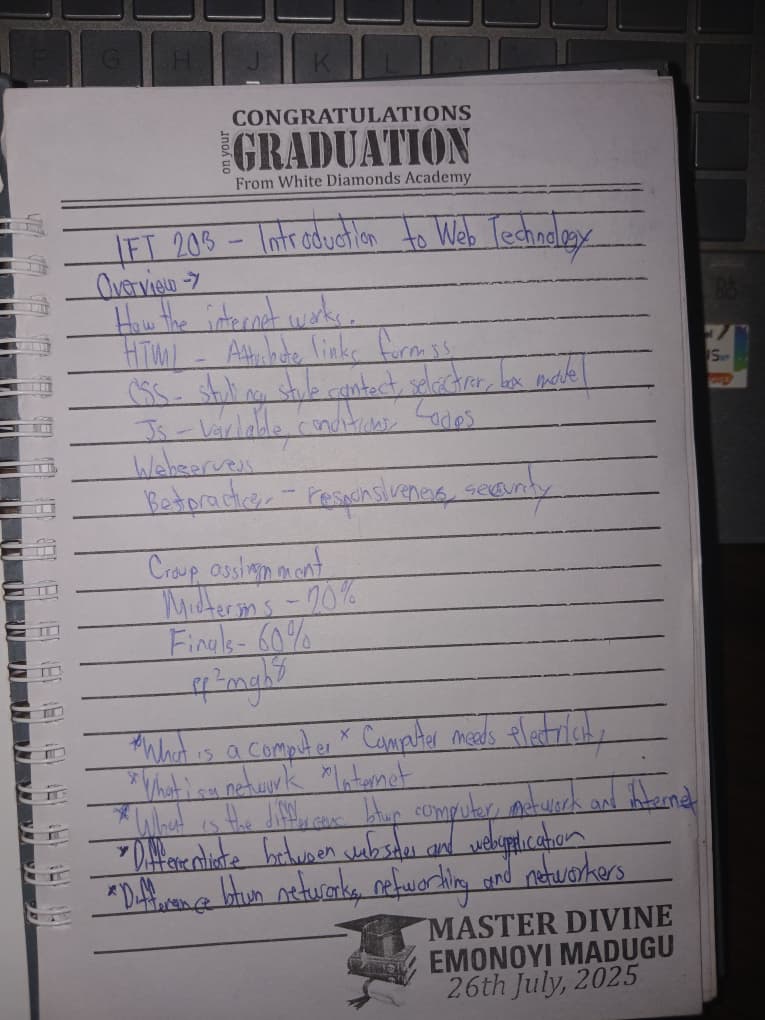 CONGRATULATIONS
on your
GRADUATION
From White Diamonds Academy
IFT 203 - Introduction to Web Technology
Overview →
How the internet works.
HTML - Attribute links, formss
CSS - styling, style contect, selectror, box model
Js - Variable, conditions, Loops
Webservers
Bestpractices - responsiveness, security
Group assignment
Midterms - 20%
Finals - 60%
*What is a computer * Computer needs electricity
*What is a network *Internet
* What is the difference btwn computer, network and internet
* Differentiate between websites and webapplication
*Difference btwn networks, networking and networkers
MASTER DIVINE
EMONOYI MADUGU
26th July, 2025
F G H J K L